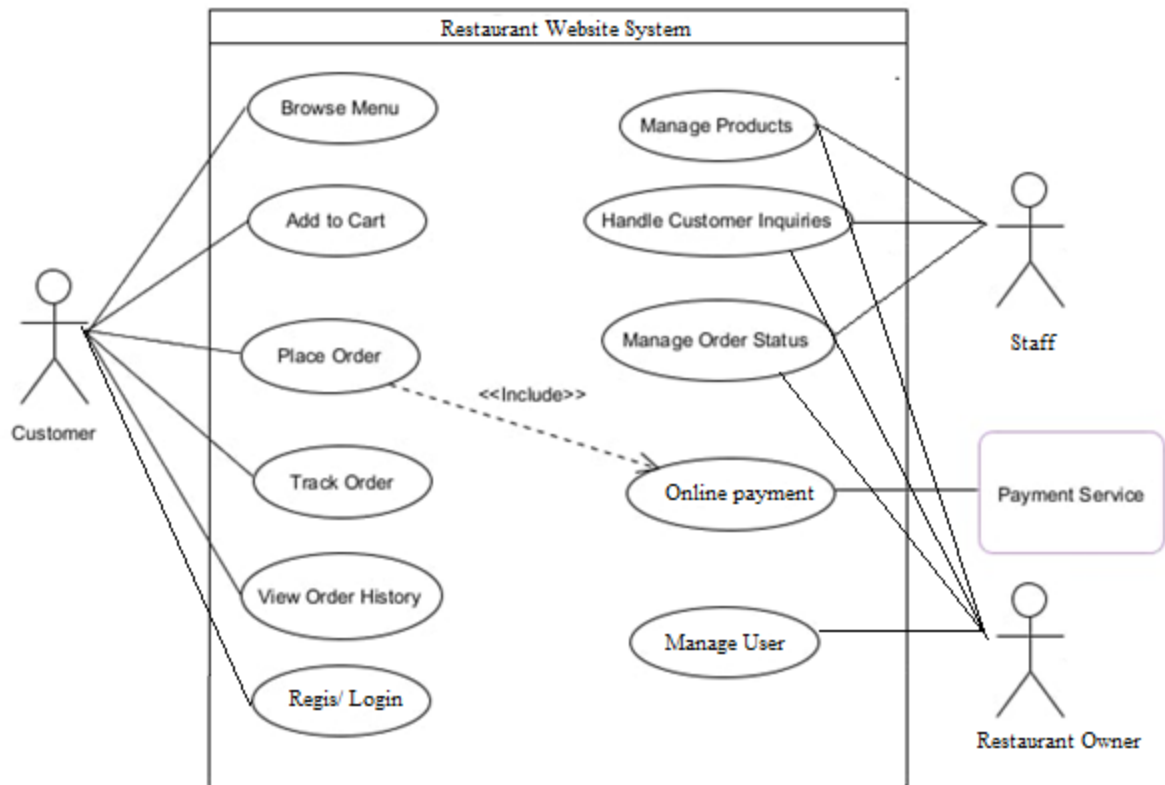 Restaurant Website System
Browse Menu
Manage Products
Add to Cart
Handle Customer Inquiries
Place Order
Manage Order Status
Staff
<<Include>>
Customer
Track Order
Online payment
Payment Service
View Order History
Manage User
Regis/ Login
Restaurant Owner